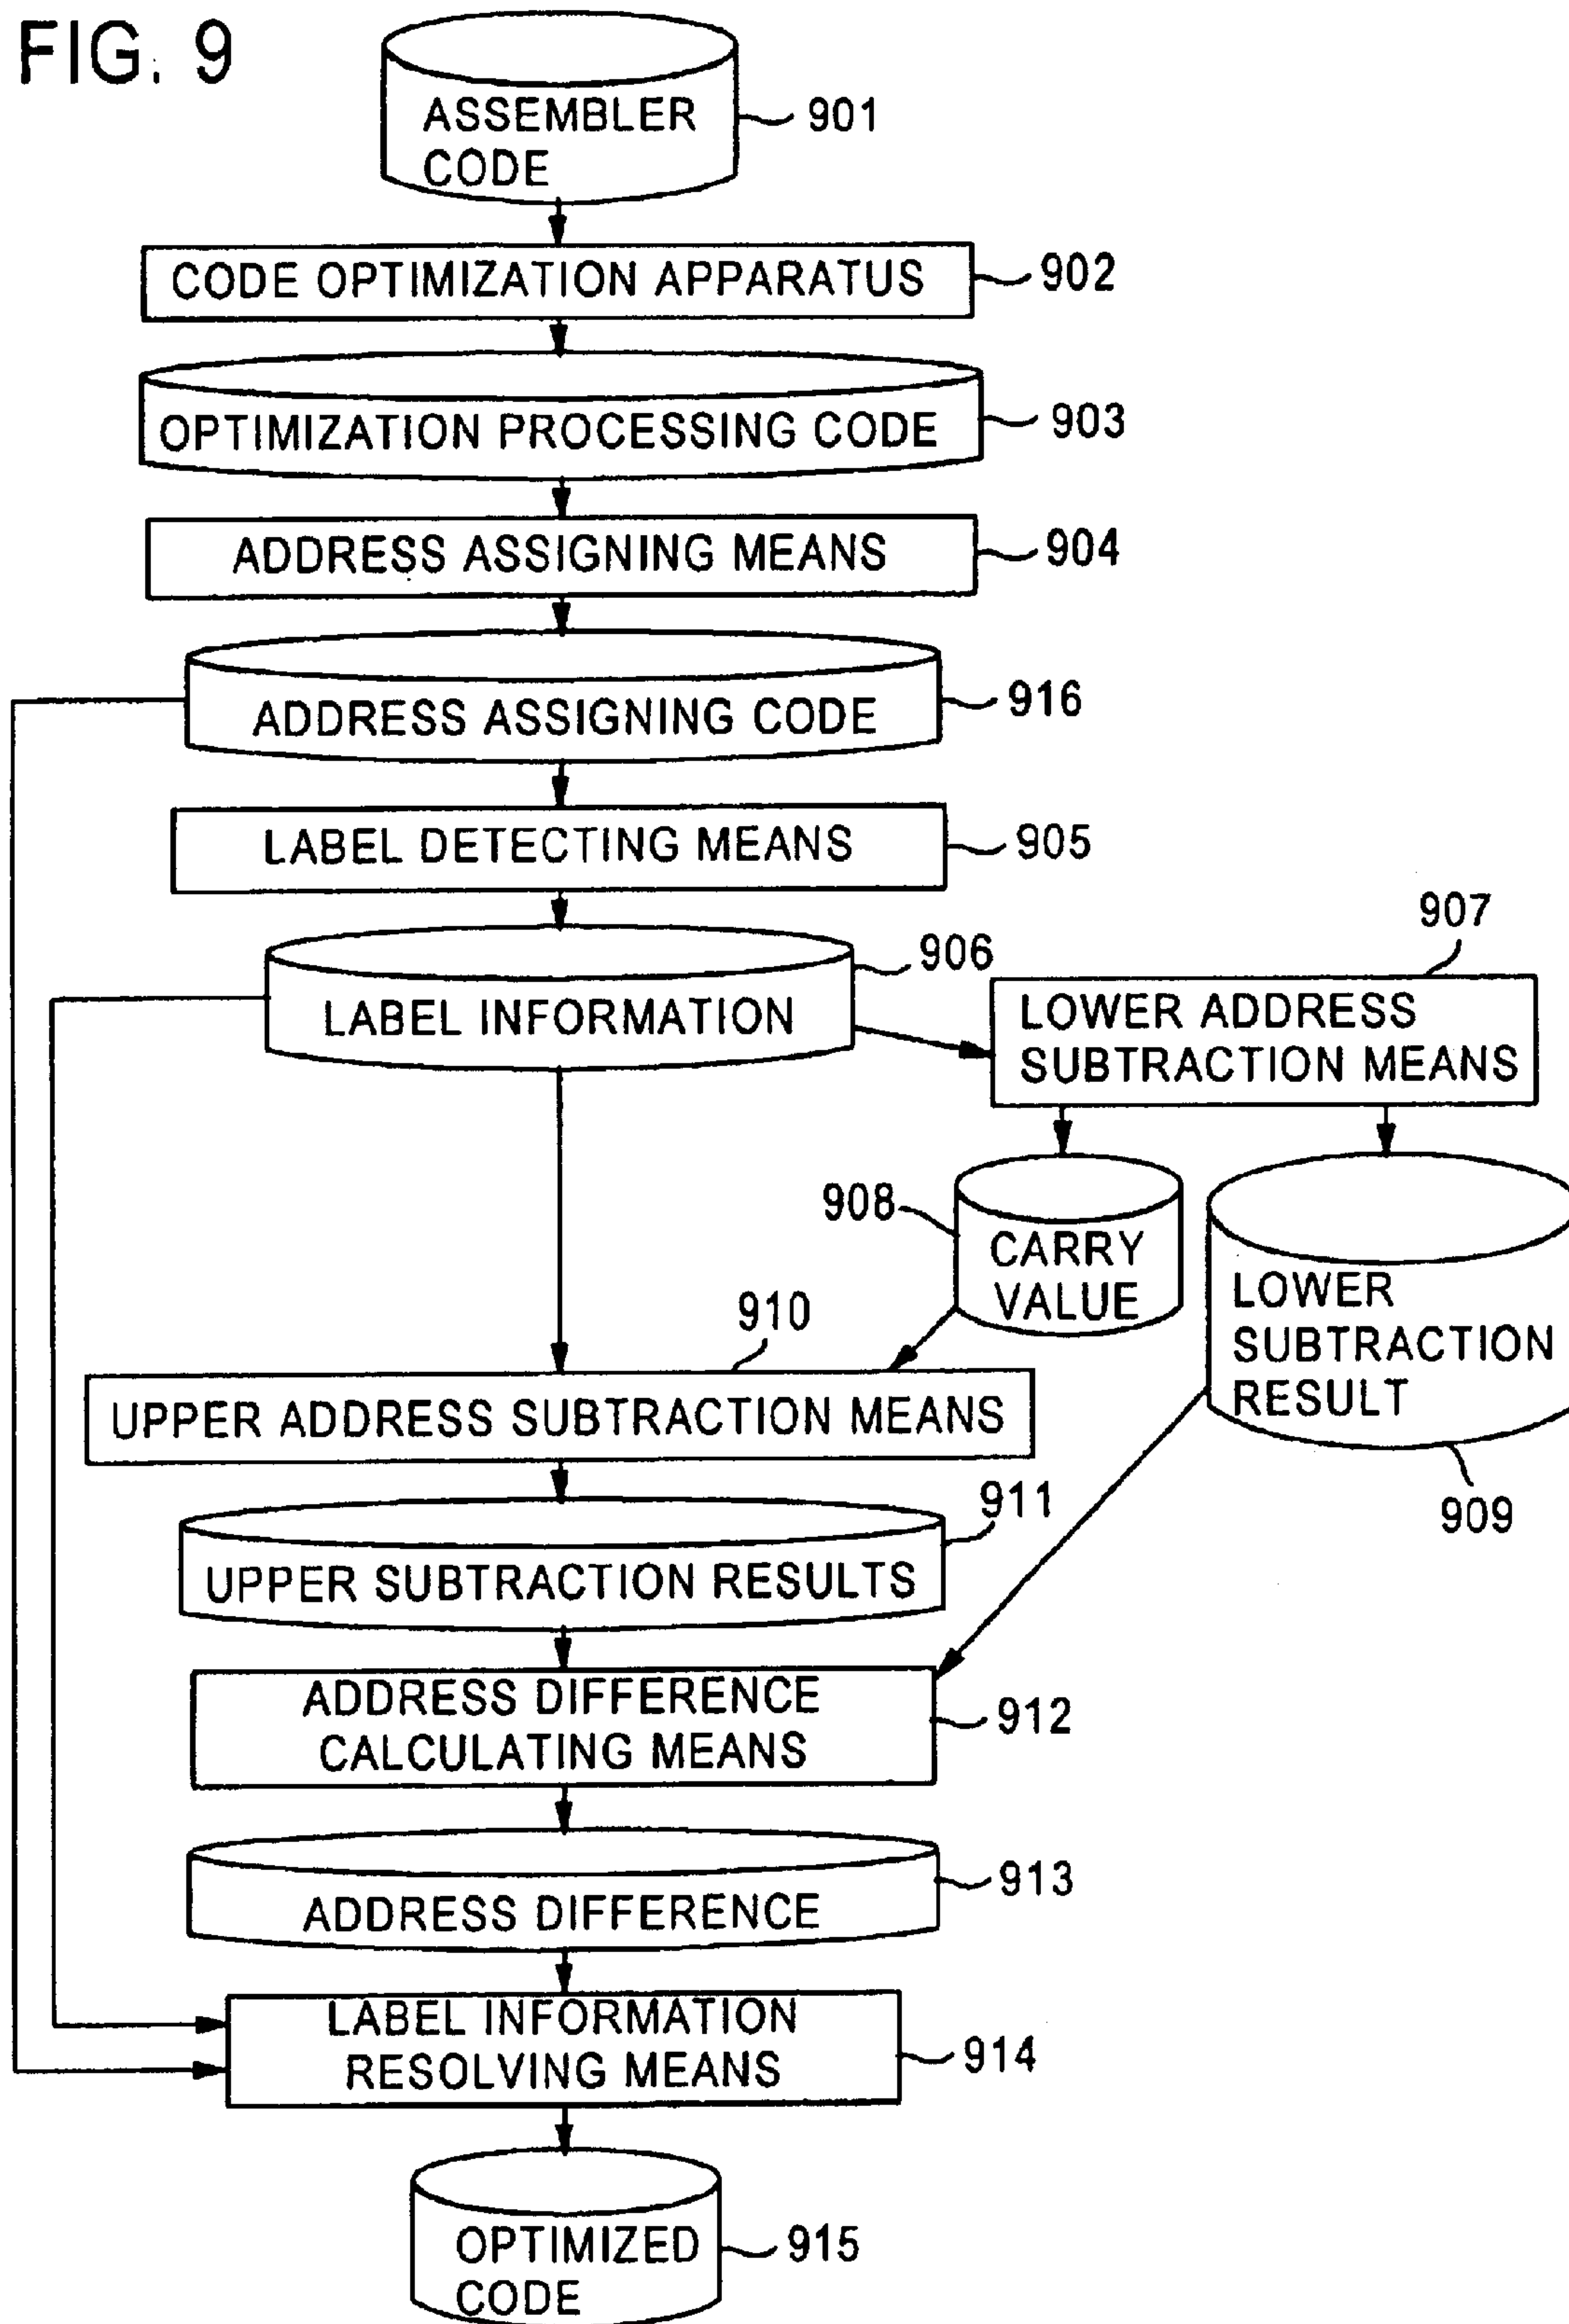 FIG. 9
ASSEMBLER
CODE
901
CODE OPTIMIZATION APPARATUS
902
OPTIMIZATION PROCESSING CODE
903
ADDRESS ASSIGNING MEANS
904
ADDRESS ASSIGNING CODE
916
LABEL DETECTING MEANS
905
LABEL INFORMATION
906
907
LOWER ADDRESS
SUBTRACTION MEANS
908
CARRY
VALUE
LOWER
SUBTRACTION
RESULT
909
910
UPPER ADDRESS SUBTRACTION MEANS
911
UPPER SUBTRACTION RESULTS
ADDRESS DIFFERENCE
CALCULATING MEANS
912
ADDRESS DIFFERENCE
913
LABEL INFORMATION
RESOLVING MEANS
914
OPTIMIZED
CODE
915